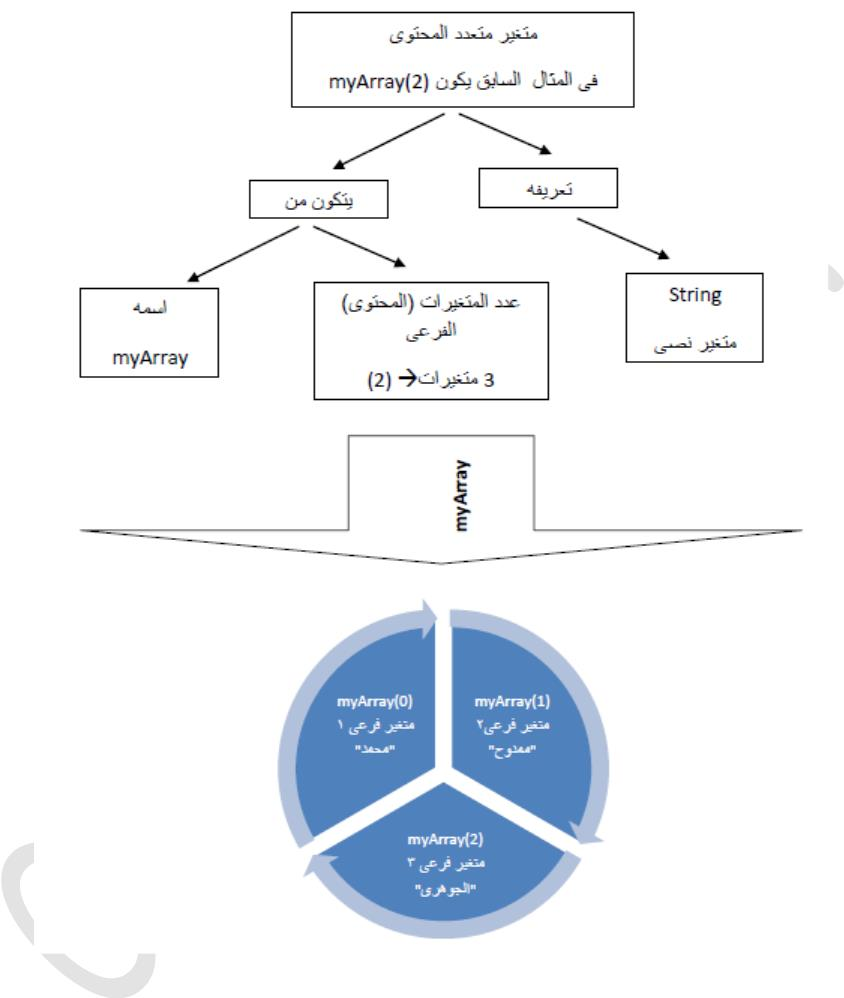 متغير متعدد المحتوى
فى المثال السابق يكون myArray(2)
يتكون من
تعريفه
اسمه
myArray
عدد المتغيرات (المحتوى)
الفرعى
3 متغيرات→ (2)
String
متغير نصى
myArray
myArray(0)
متغير فرعى ١
"محمد"
myArray(1)
متغير فرعى٢
"ممدوح"
myArray(2)
متغير فرعى ٣
"الجوهرى"